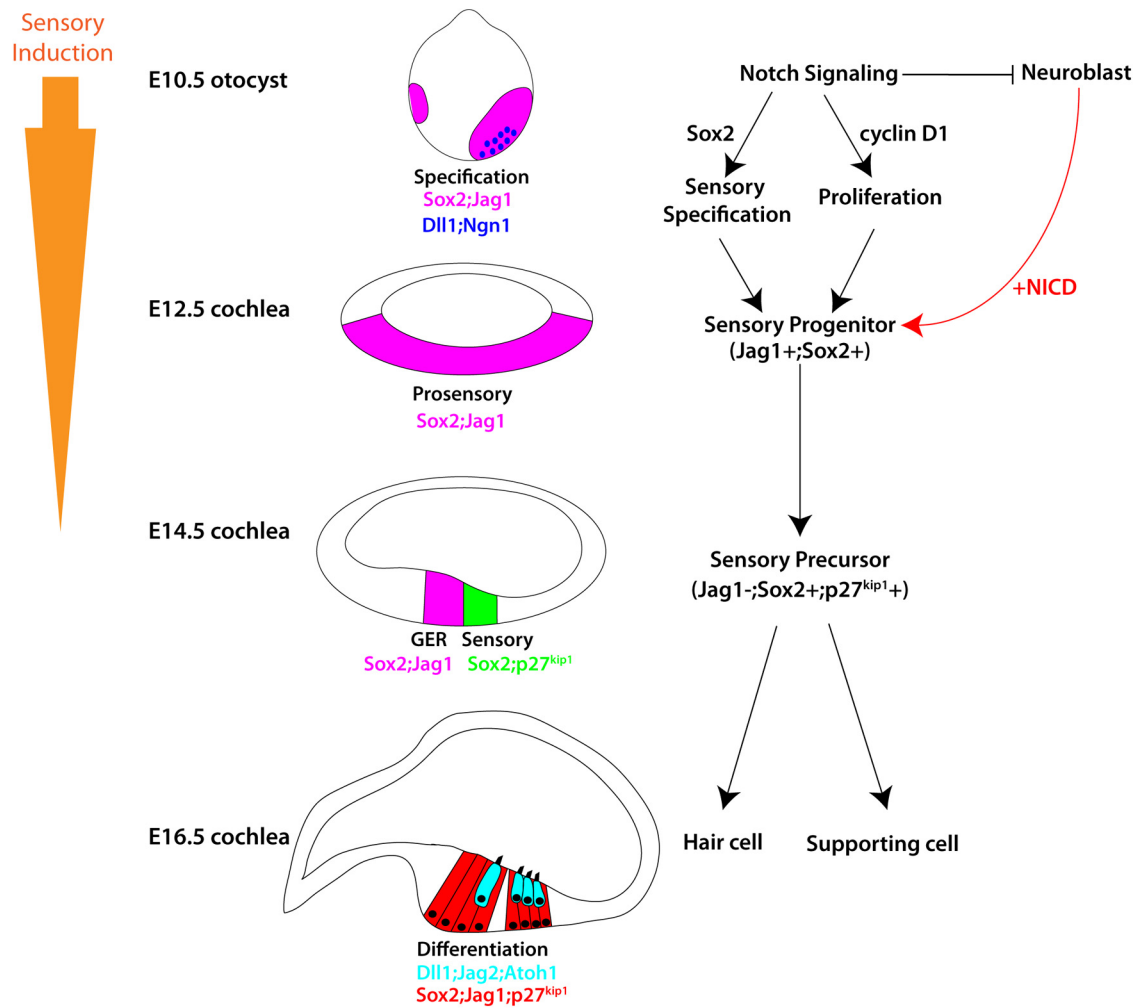 Sensory
Induction
E10.5 otocyst
Specification
Sox2;Jag1
Dll1;Ngn1
E12.5 cochlea
Prosensory
Sox2;Jag1
E14.5 cochlea
GER Sensory
Sox2;Jag1 Sox2;p27kip1
E16.5 cochlea
Differentiation
Dll1;Jag2;Atoh1
Sox2;Jag1;p27kip1
Notch Signaling
Neuroblast
Sox2
cyclin D1
Sensory
Specification
Proliferation
+NICD
Sensory Progenitor
(Jag1+;Sox2+)
Sensory Precursor
(Jag1-;Sox2+;p27kip1+)
Hair cell
Supporting cell